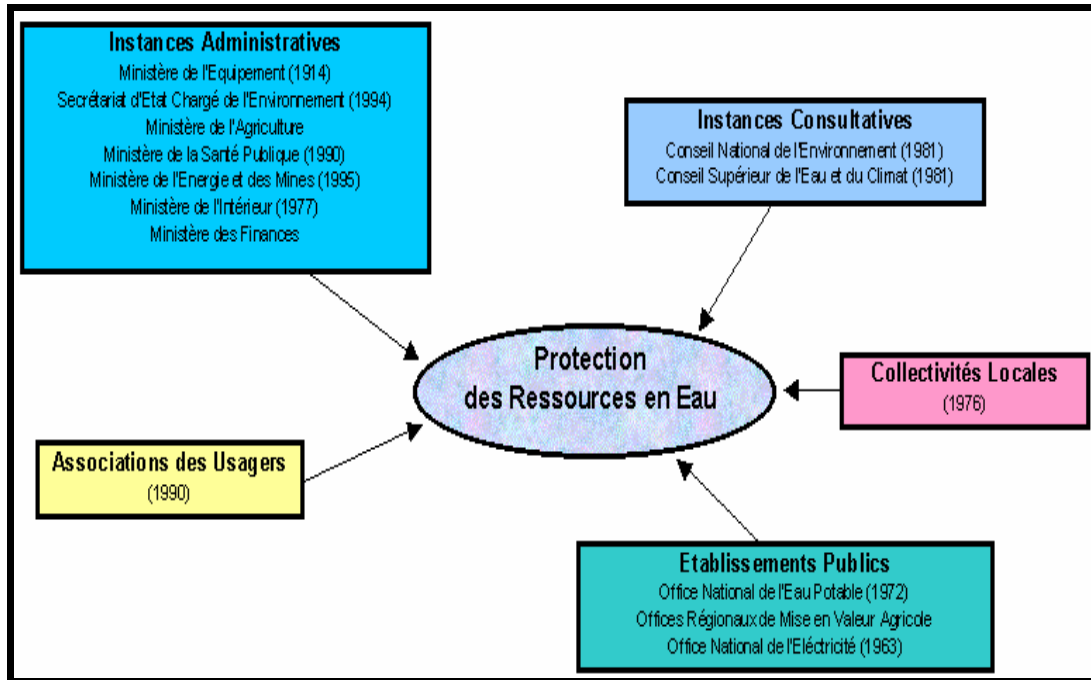 Instances Administratives
Ministère de l'Equipement (1914)
Secrétariat d'Etat Chargé de l'Environnement (1994)
Ministère de l'Agriculture
Ministère de la Santé Publique (1990)
Ministère de l'Energie et des Mines (1995)
Ministère de l'Intérieur (1977)
Ministère des Finances
Instances Consultatives
Conseil National de l'Environnement (1981)
Conseil Supérieur de l'Eau et du Climat (1981)
Protection
des Ressources en Eau
Collectivités Locales
(1976)
Associations des Usagers
(1990)
Etablissements Publics
Office National de l'Eau Potable (1972)
Offices Régionaux de Mise en Valeur Agricole
Office National de l'Eléctricité (1963)